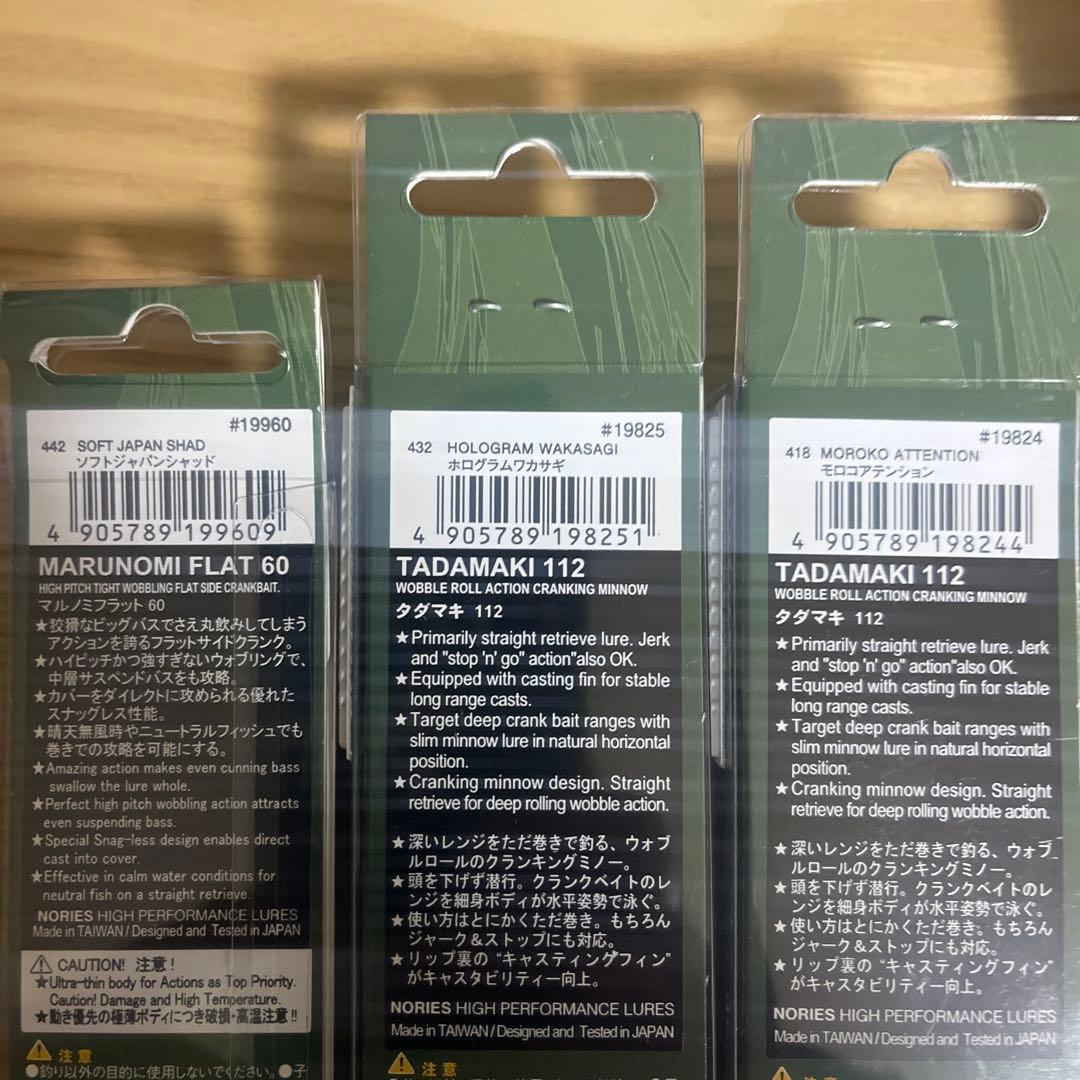 #19960
442 SOFT JAPAN SHAD
ソフトジャパンシャッド
4 905789 199609
MARUNOMI FLAT 60
HIGH PITCH TIGHT WOBBLING FLAT SIDE CRANKBAIT.
マルノミフラット 60
★狡猾なビッグバスでさえ丸飲みしてしまう
アクションを誇るフラットサイドクランク。
★ハイピッチかつ強すぎないウォブリングで、
中層サスペンドバスをも攻略。
★カバーをダイレクトに攻められる優れた
スナッグレス性能。
★晴天無風時やニュートラルフィッシュでも
巻きでの攻略を可能にする。
★Amazing action makes even cunning bass
swallow the lure whole.
★Perfect high pitch wobbling action attracts
even suspending bass.
★Special Snag-less design enables direct
cast into cover.
★Effective in calm water conditions for
neutral fish on a straight retrieve.
NORIES HIGH PERFORMANCE LURES
Made in TAIWAN / Designed and Tested in JAPAN
⚠ CAUTION! 注意！
★Ultra-thin body for Actions as Top Priority.
Caution! Damage and High Temperature.
★動き優先の極薄ボディにつき破損・高温注意!!
⚠ 注意
●釣り以外の目的に使用しないでください。●子
#19825
432 HOLOGRAM WAKASAGI
ホログラムワカサギ
4 905789 198251
TADAMAKI 112
WOBBLE ROLL ACTION CRANKING MINNOW
タダマキ 112
★Primarily straight retrieve lure. Jerk
and "stop 'n' go" action"also OK.
★Equipped with casting fin for stable
long range casts.
★Target deep crank bait ranges with
slim minnow lure in natural horizontal
position.
★Cranking minnow design. Straight
retrieve for deep rolling wobble action.
★深いレンジをただ巻きで釣る、ウォブ
ルロールのクランキングミノー。
★頭を下げず潜行。クランクベイトのレ
ンジを細身ボディが水平姿勢で泳ぐ。
★使い方はとにかくただ巻き。もちろん
ジャーク＆ストップにも対応。
★リップ裏の“キャスティングフィン”
がキャスタビリティー向上。
NORIES HIGH PERFORMANCE LURES
Made in TAIWAN / Designed and Tested in JAPAN
⚠ 注意
#19824
418 MOROKO ATTENTION
モロコアテンション
4 905789 198244
TADAMAKI 112
WOBBLE ROLL ACTION CRANKING MINNOW
タダマキ 112
★Primarily straight retrieve lure. Jerk
and "stop 'n' go" action"also OK.
★Equipped with casting fin for stable
long range casts.
★Target deep crank bait ranges with
slim minnow lure in natural horizontal
position.
★Cranking minnow design. Straight
retrieve for deep rolling wobble action.
★深いレンジをただ巻きで釣る、ウォブ
ルロールのクランキングミノー。
★頭を下げず潜行。クランクベイトのレ
ンジを細身ボディが水平姿勢で泳ぐ。
★使い方はとにかくただ巻き。もちろん
ジャーク＆ストップにも対応。
★リップ裏の“キャスティングフィン”
がキャスタビリティー向上。
NORIES HIGH PERFORMANCE LURES
Made in TAIWAN / Designed and Tested in JAPAN